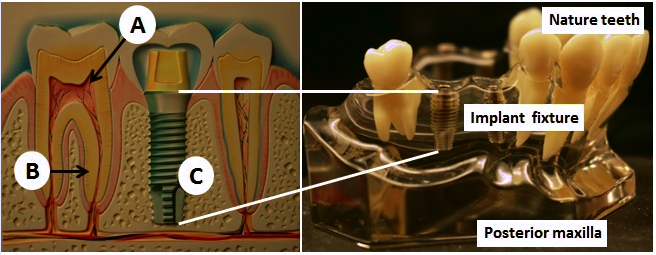 A
B
C
Nature teeth
Implant fixture
Posterior maxilla